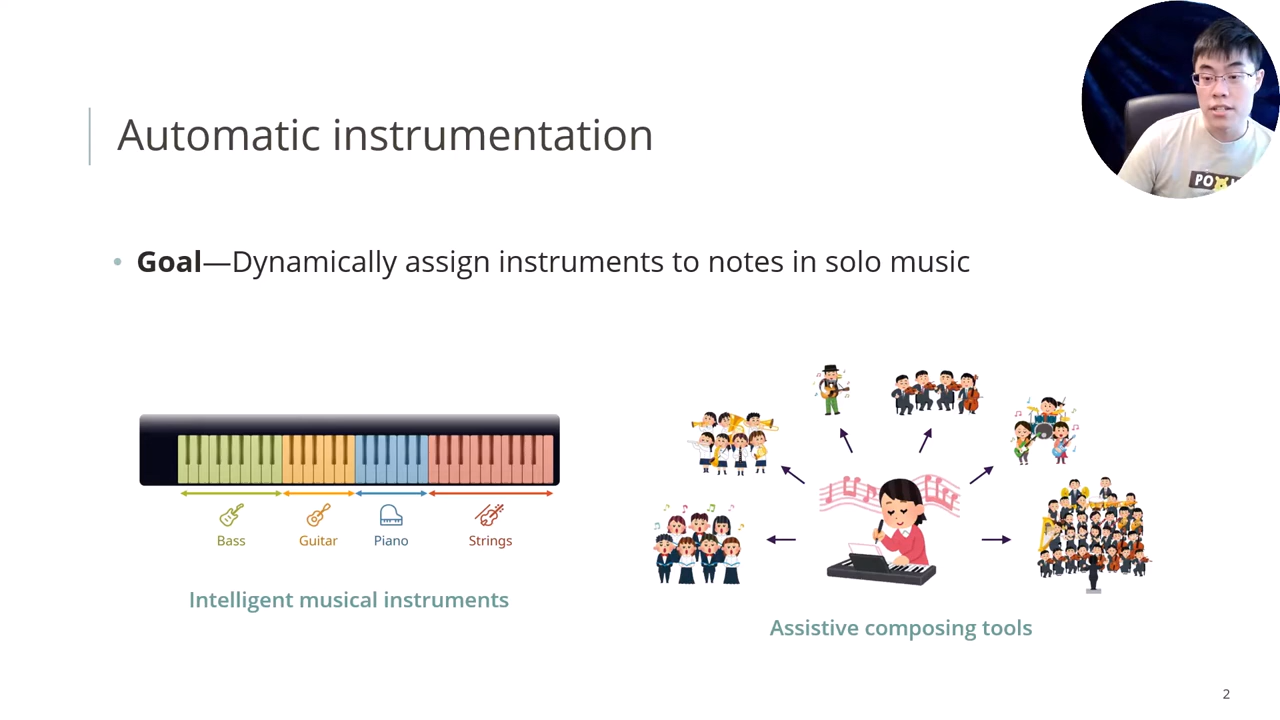 Automatic instrumentation
• Goal—Dynamically assign instruments to notes in solo music
Bass
Guitar
Piano
Strings
Intelligent musical instruments
Assistive composing tools
2